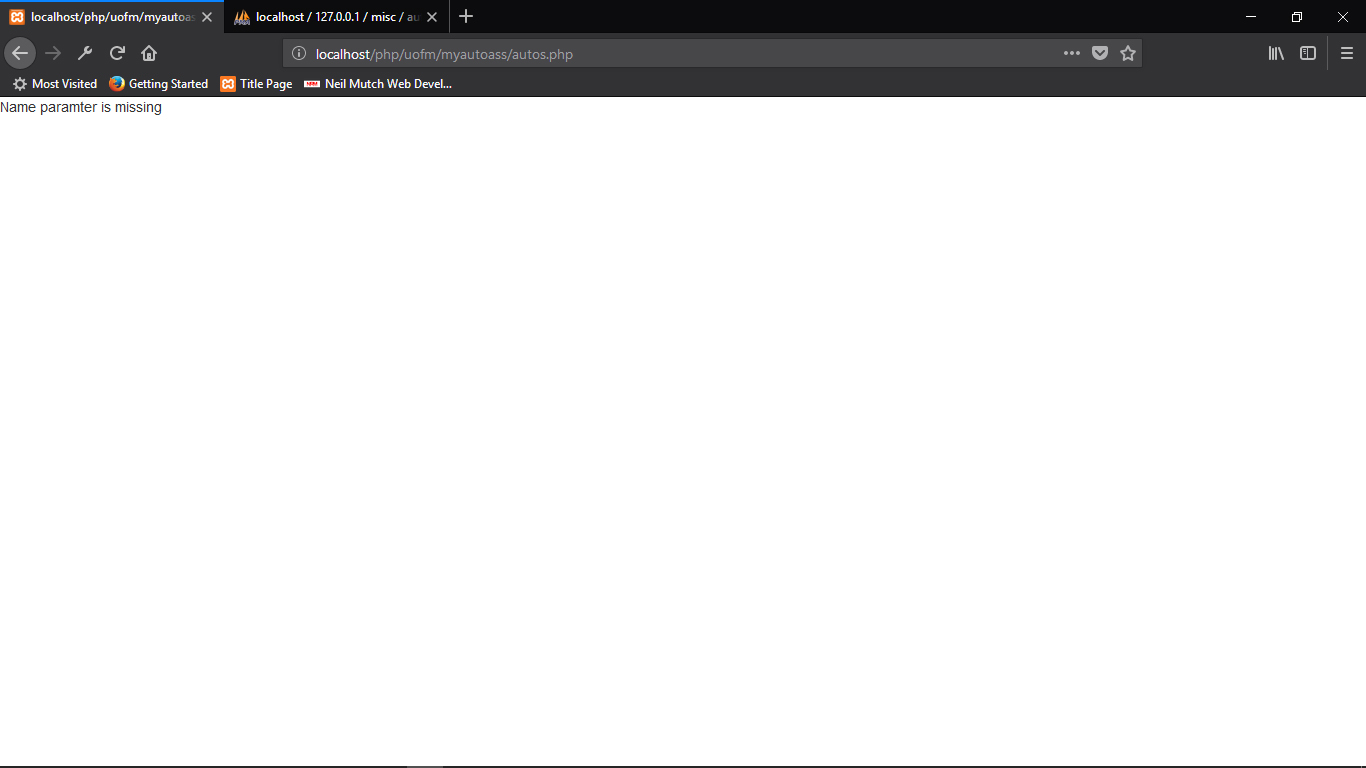 localhost/php/uofm/myautoas
localhost / 127.0.0.1 / misc / au
localhost/php/uofm/myautoass/autos.php
Most Visited Getting Started Title Page Neil Mutch Web Devel...
Name paramter is missing